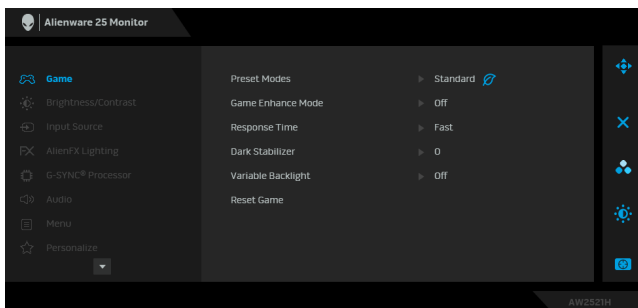 Alienware 25 Monitor
Game
Preset Modes Standard
Brightness/Contrast
Game Enhance Mode Off
Input Source
Response Time Fast
AlienFX Lighting
Dark Stabilizer 0
G-SYNC® Processor
Variable Backlight Off
Audio
Reset Game
Menu
Personalize
AW2521H